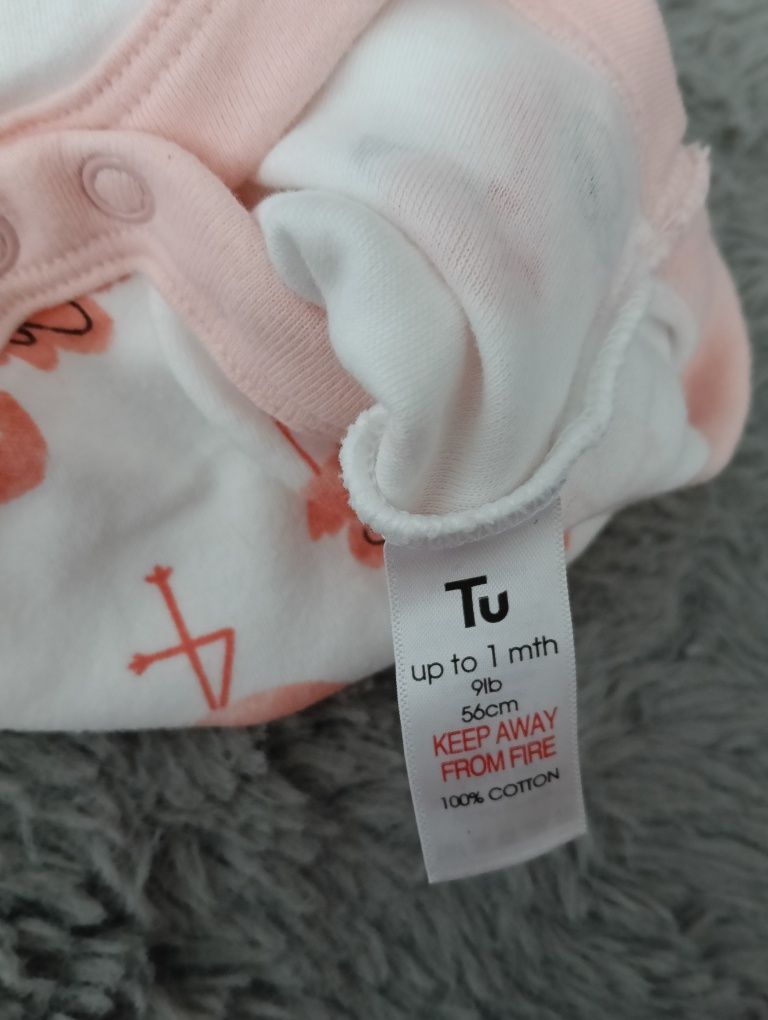 Tu
up to 1 mth
9lb
56cm
KEEP AWAY
FROM FIRE
100% COTTON